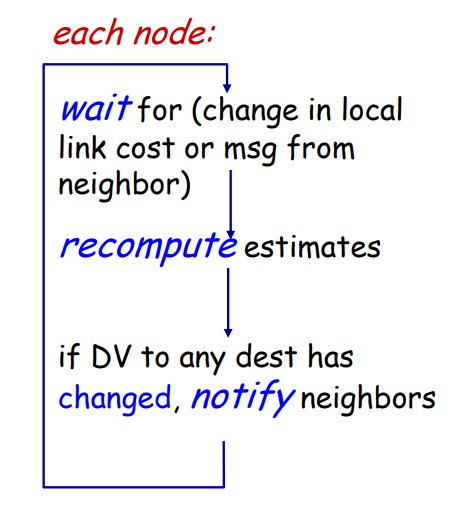 each node:
wait for (change in local
link cost or msg from
neighbor)
recompute estimates
if DV to any dest has
changed, notify neighbors